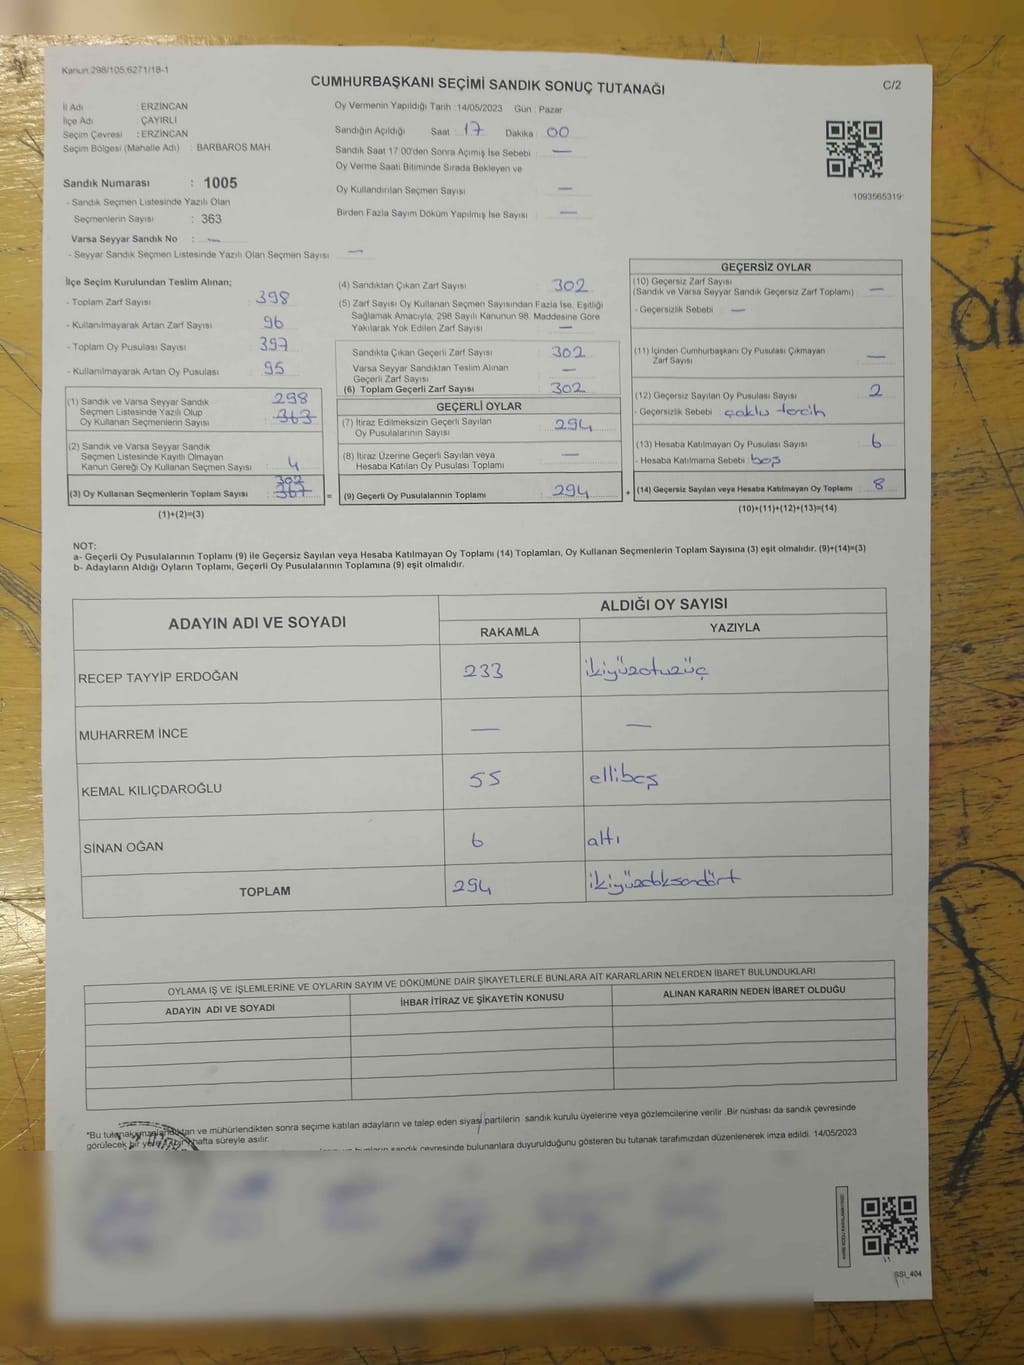 Kanun:298/105;6271/18-1
CUMHURBAŞKANI SEÇİMİ SANDIK SONUÇ TUTANAĞI
C/2
İl Adı : ERZİNCAN
İlçe Adı : ÇAYIRLI
Seçim Çevresi : ERZİNCAN
Seçim Bölgesi (Mahalle Adı) : BARBAROS MAH
Sandık Numarası : 1005
- Sandık Seçmen Listesinde Yazılı Olan
Seçmenlerin Sayısı : 363
Varsa Seyyar Sandık No : —
- Seyyar Sandık Seçmen Listesinde Yazılı Olan Seçmen Sayısı : —
Oy Vermenin Yapıldığı Tarih :14/05/2023 Gün : Pazar
Sandığın Açıldığı Saat : 17 Dakika : 00
Sandık Saat 17:00'den Sonra Açımış İse Sebebi : —
Oy Verme Saati Bitiminde Sırada Bekleyen ve
Oy Kullandırılan Seçmen Sayısı : —
Birden Fazla Sayım Döküm Yapılmış İse Sayısı : —
1093565319
İlçe Seçim Kurulundan Teslim Alınan;
- Toplam Zarf Sayısı : 398
- Kullanılmayarak Artan Zarf Sayısı : 96
- Toplam Oy Pusulası Sayısı : 397
- Kullanılmayarak Artan Oy Pusulası : 95
(1) Sandık ve Varsa Seyyar Sandık
Seçmen Listesinde Yazılı Olup
Oy Kullanan Seçmenlerin Sayısı : 298 363
(2) Sandık ve Varsa Seyyar Sandık
Seçmen Listesinde Kayıtlı Olmayan
Kanun Gereği Oy Kullanan Seçmen Sayısı : 4
(3) Oy Kullanan Seçmenlerin Toplam Sayısı : 302 367 =
(1)+(2)=(3)
(4) Sandıktan Çıkan Zarf Sayısı : 302
(5) Zarf Sayısı Oy Kullanan Seçmen Sayısından Fazla İse, Eşitliği
Sağlamak Amacıyla; 298 Sayılı Kanunun 98. Maddesine Göre
Yakılarak Yok Edilen Zarf Sayısı : —
Sandıkta Çıkan Geçerli Zarf Sayısı : 302
Varsa Seyyar Sandıktan Teslim Alınan
Geçerli Zarf Sayısı : —
(6) Toplam Geçerli Zarf Sayısı : 302
GEÇERLİ OYLAR
(7) İtiraz Edilmeksizin Geçerli Sayılan
Oy Pusulalarının Sayısı : 294
(8) İtiraz Üzerine Geçerli Sayılan veya
Hesaba Katılan Oy Pusulası Toplamı : —
(9) Geçerli Oy Pusulalarının Toplamı : 294 +
GEÇERSİZ OYLAR
(10) Geçersiz Zarf Sayısı
(Sandık ve Varsa Seyyar Sandık Geçersiz Zarf Toplamı) : —
- Geçersizlik Sebebi : —
(11) İçinden Cumhurbaşkanı Oy Pusulası Çıkmayan
Zarf Sayısı : —
(12) Geçersiz Sayılan Oy Pusulası Sayısı : 2
- Geçersizlik Sebebi : çoklu tercih
(13) Hesaba Katılmayan Oy Pusulası Sayısı : 6
- Hesaba Katılmama Sebebi : boş
(14) Geçersiz Sayılan veya Hesaba Katılmayan Oy Toplamı : 8
(10)+(11)+(12)+(13)=(14)
NOT:
a- Geçerli Oy Pusulalarının Toplamı (9) ile Geçersiz Sayılan veya Hesaba Katılmayan Oy Toplamı (14) Toplamları, Oy Kullanan Seçmenlerin Toplam Sayısına (3) eşit olmalıdır. (9)+(14)=(3)
b- Adayların Aldığı Oyların Toplamı, Geçerli Oy Pusulalarının Toplamına (9) eşit olmalıdır.
ADAYIN ADI VE SOYADI
ALDIĞI OY SAYISI
RAKAMLA YAZIYLA
RECEP TAYYİP ERDOĞAN 233 ikiyüzotuzüç
MUHARREM İNCE — —
KEMAL KILIÇDAROĞLU 55 ellibeş
SİNAN OĞAN 6 altı
TOPLAM 294 ikiyüzdoksandört
OYLAMA İŞ VE İŞLEMLERİNE VE OYLARIN SAYIM VE DÖKÜMÜNE DAİR ŞİKAYETLERLE BUNLARA AİT KARARLARIN NELERDEN İBARET BULUNDUKLARI
ADAYIN ADI VE SOYADI İHBAR İTİRAZ VE ŞİKAYETİN KONUSU ALINAN KARARIN NEDEN İBARET OLDUĞU
*Bu tutanak ve mühürlendikten sonra seçime katılan adayların ve talep eden siyasi partilerin sandık kurulu üyelerine veya gözlemcilerine verilir .Bir nüshası da sandık çevresinde
görülecek bir yere bir hafta süreyle asılır.
sandık çevresinde bulunanlara duyurulduğunu gösteren bu tutanak tarafımızdan düzenlenerek imza edildi. 14/05/2023
SSI_404